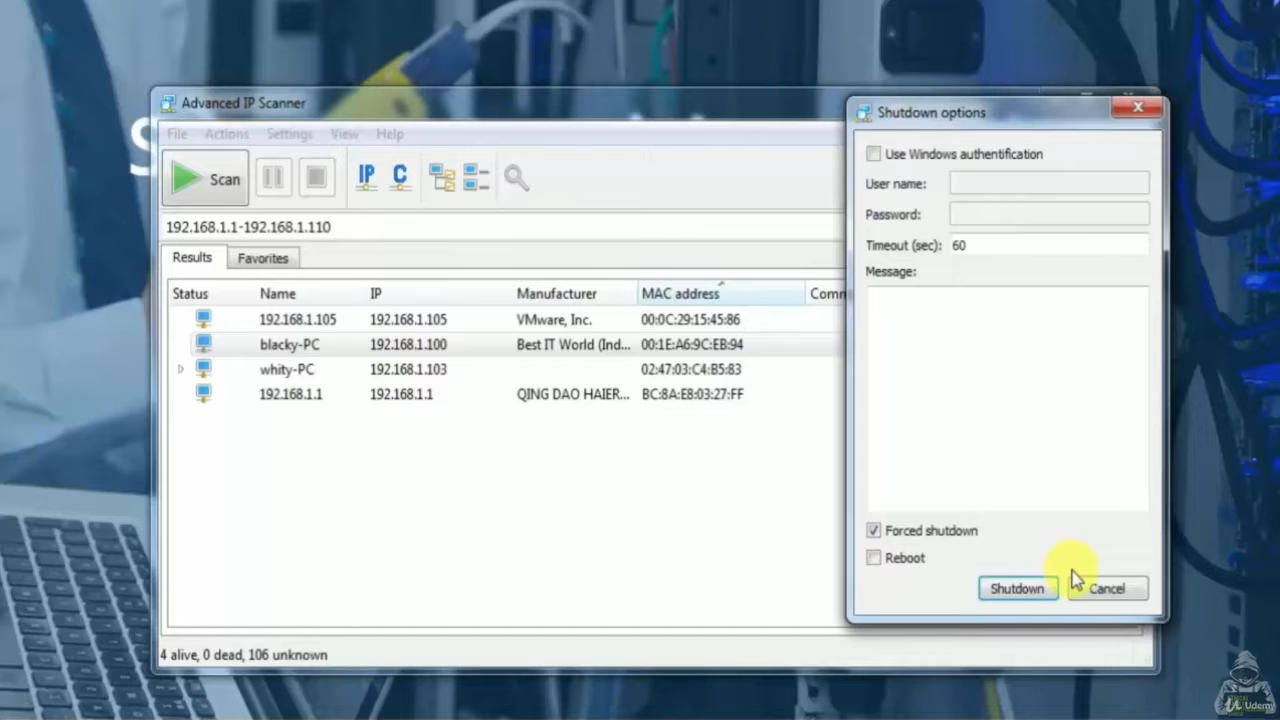 Advanced IP Scanner
File Actions Settings View Help
Scan IP C
192.168.1.1-192.168.1.110
Results Favorites
Status Name IP Manufacturer MAC address Comm
192.168.1.105 192.168.1.105 VMware, Inc. 00:0C:29:15:45:86
blacky-PC 192.168.1.100 Best IT World (Ind... 00:1E:A6:9C:EB:94
whity-PC 192.168.1.103 02:47:03:C4:B5:83
192.168.1.1 192.168.1.1 QING DAO HAIER... BC:8A:E8:03:27:FF
4 alive, 0 dead, 106 unknown
Shutdown options
Use Windows authentification
User name:
Password:
Timeout (sec): 60
Message:
Forced shutdown
Reboot
Shutdown Cancel
Udemy